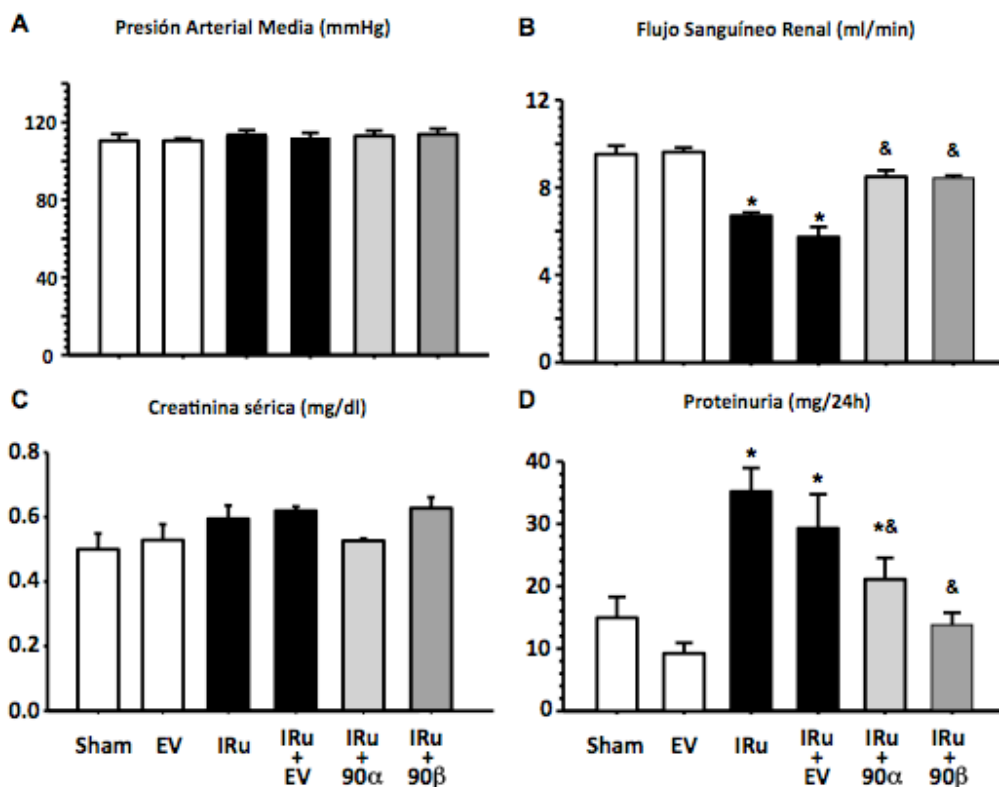 A Presión Arterial Media (mmHg)
120
80
40
0
B Flujo Sanguíneo Renal (ml/min)
12
8
4
0
* * & &
C Creatinina sérica (mg/dl)
0.8
0.6
0.4
0.2
0.0
Sham EV IRu IRu + EV IRu + 90α IRu + 90β
D Proteinuria (mg/24h)
40
30
20
10
0
* * *& &
Sham EV IRu IRu + EV IRu + 90α IRu + 90β